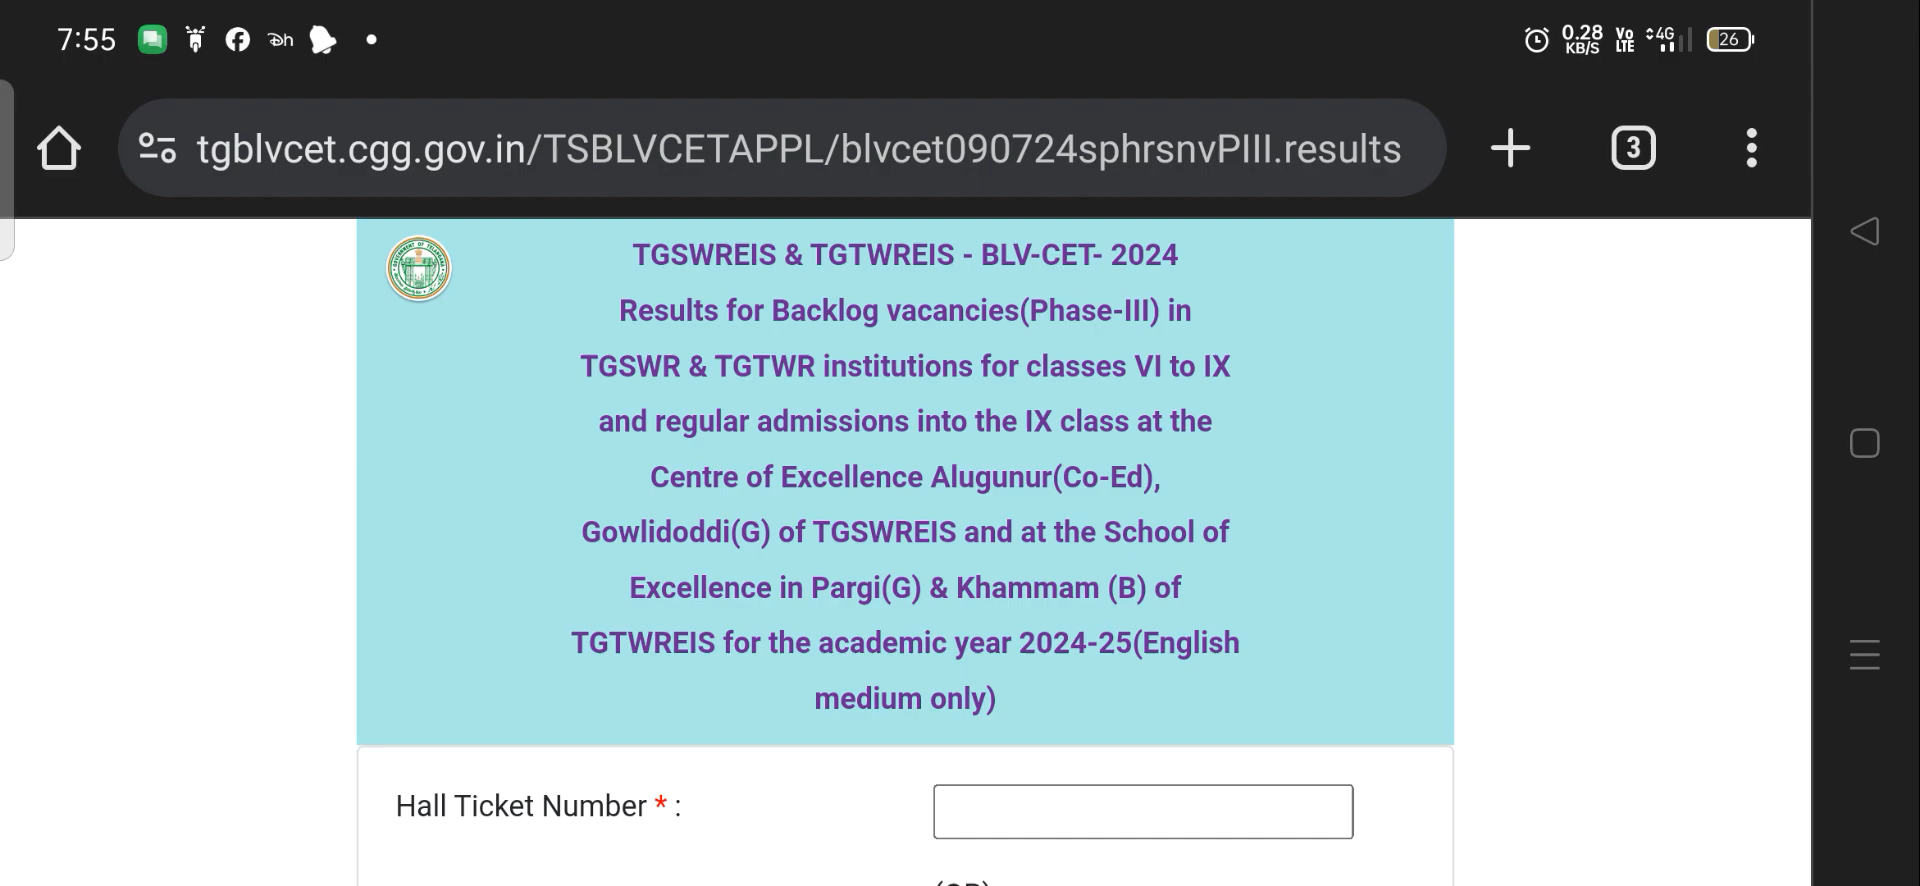 7:55
0.28 KB/S Vo LTE 4G 26
tgblvcet.cgg.gov.in/TSBLVCETAPPL/blvcet090724sphrsnvPIII.results
3
TGSWREIS & TGTWREIS - BLV-CET- 2024
Results for Backlog vacancies(Phase-III) in
TGSWR & TGTWR institutions for classes VI to IX
and regular admissions into the IX class at the
Centre of Excellence Alugunur(Co-Ed),
Gowlidoddi(G) of TGSWREIS and at the School of
Excellence in Pargi(G) & Khammam (B) of
TGTWREIS for the academic year 2024-25(English
medium only)
Hall Ticket Number * :